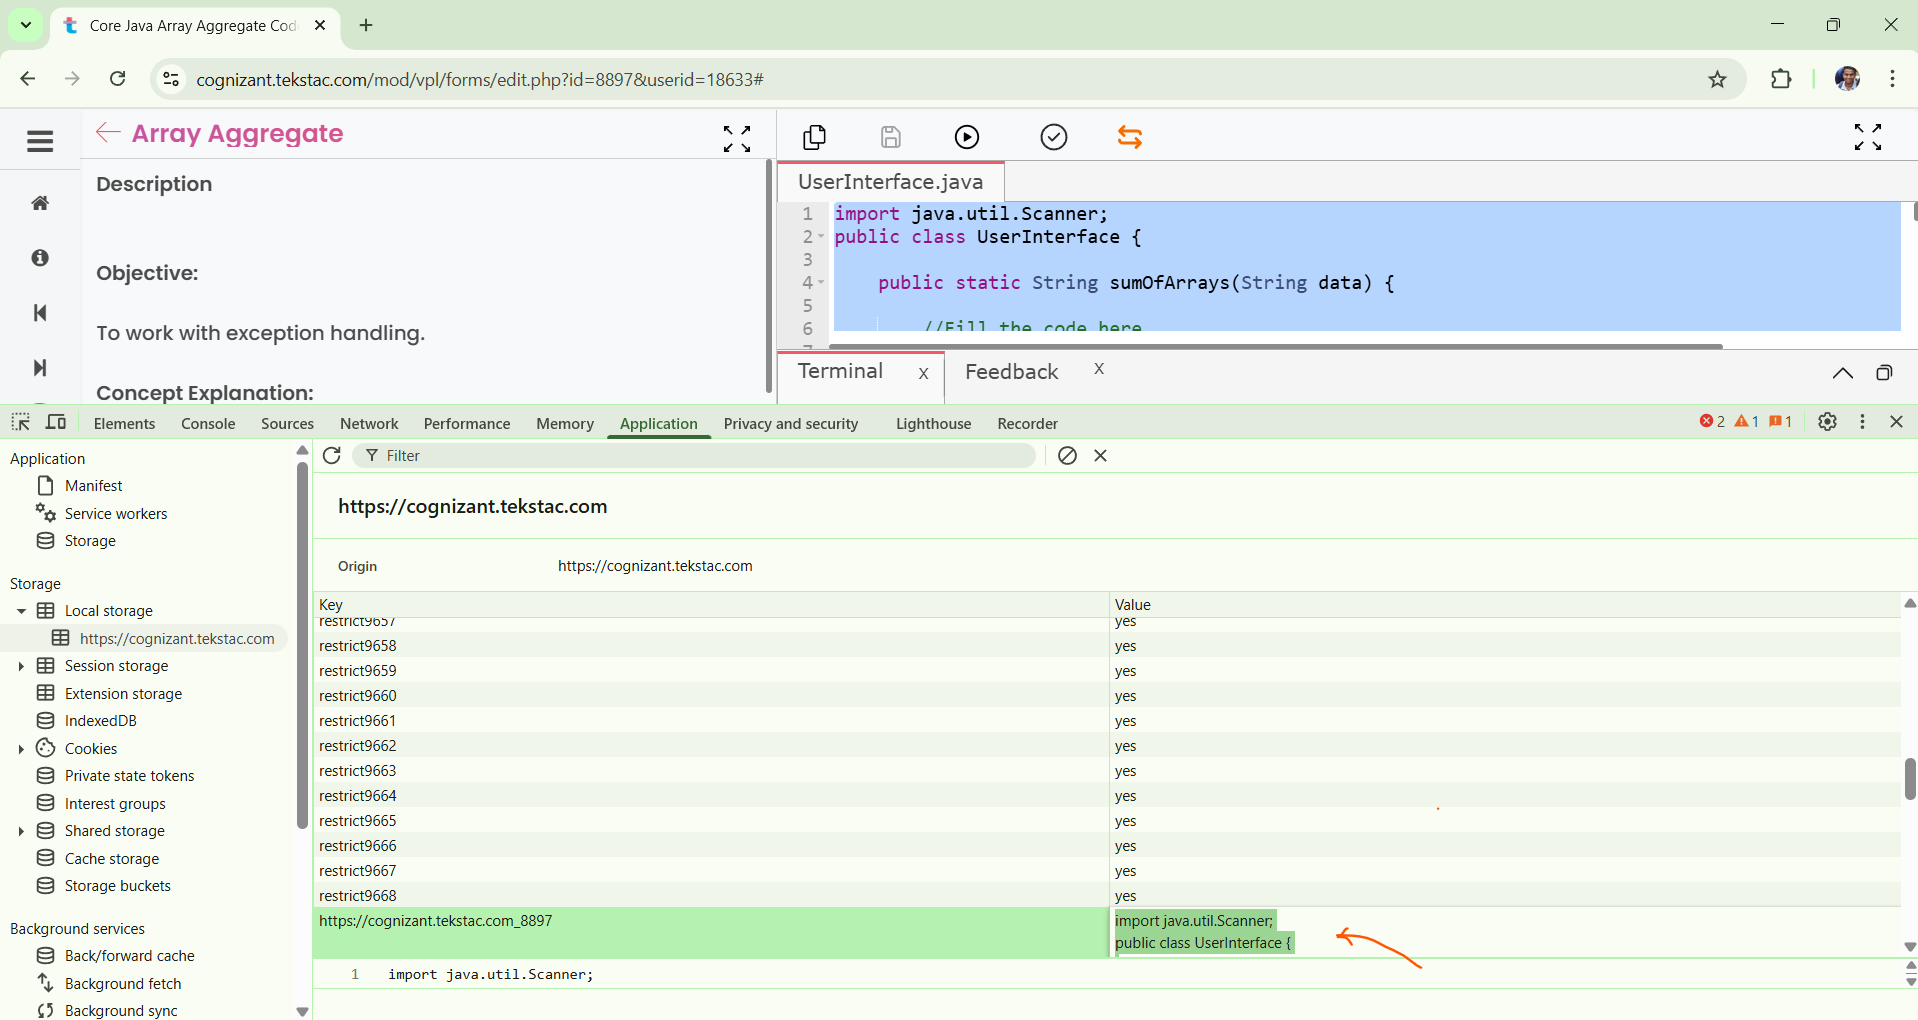 Core Java Array Aggregate Cod
cognizant.tekstac.com/mod/vpl/forms/edit.php?id=8897&userid=18633#
Array Aggregate
Description
Objective:
To work with exception handling.
Concept Explanation:
UserInterface.java
1 import java.util.Scanner;
2 public class UserInterface {
3
4 public static String sumOfArrays(String data) {
5
6 //Fill the code here
7
Terminal x Feedback x
Elements Console Sources Network Performance Memory Application Privacy and security Lighthouse Recorder 2 1 1
Application
Manifest
Service workers
Storage
Storage
Local storage
https://cognizant.tekstac.com
Session storage
Extension storage
IndexedDB
Cookies
Private state tokens
Interest groups
Shared storage
Cache storage
Storage buckets
Background services
Back/forward cache
Background fetch
Background sync
Filter
https://cognizant.tekstac.com
Origin https://cognizant.tekstac.com
Key Value
restrict9657 yes
restrict9658 yes
restrict9659 yes
restrict9660 yes
restrict9661 yes
restrict9662 yes
restrict9663 yes
restrict9664 yes
restrict9665 yes
restrict9666 yes
restrict9667 yes
restrict9668 yes
https://cognizant.tekstac.com_8897 import java.util.Scanner;
public class UserInterface {
1 import java.util.Scanner;